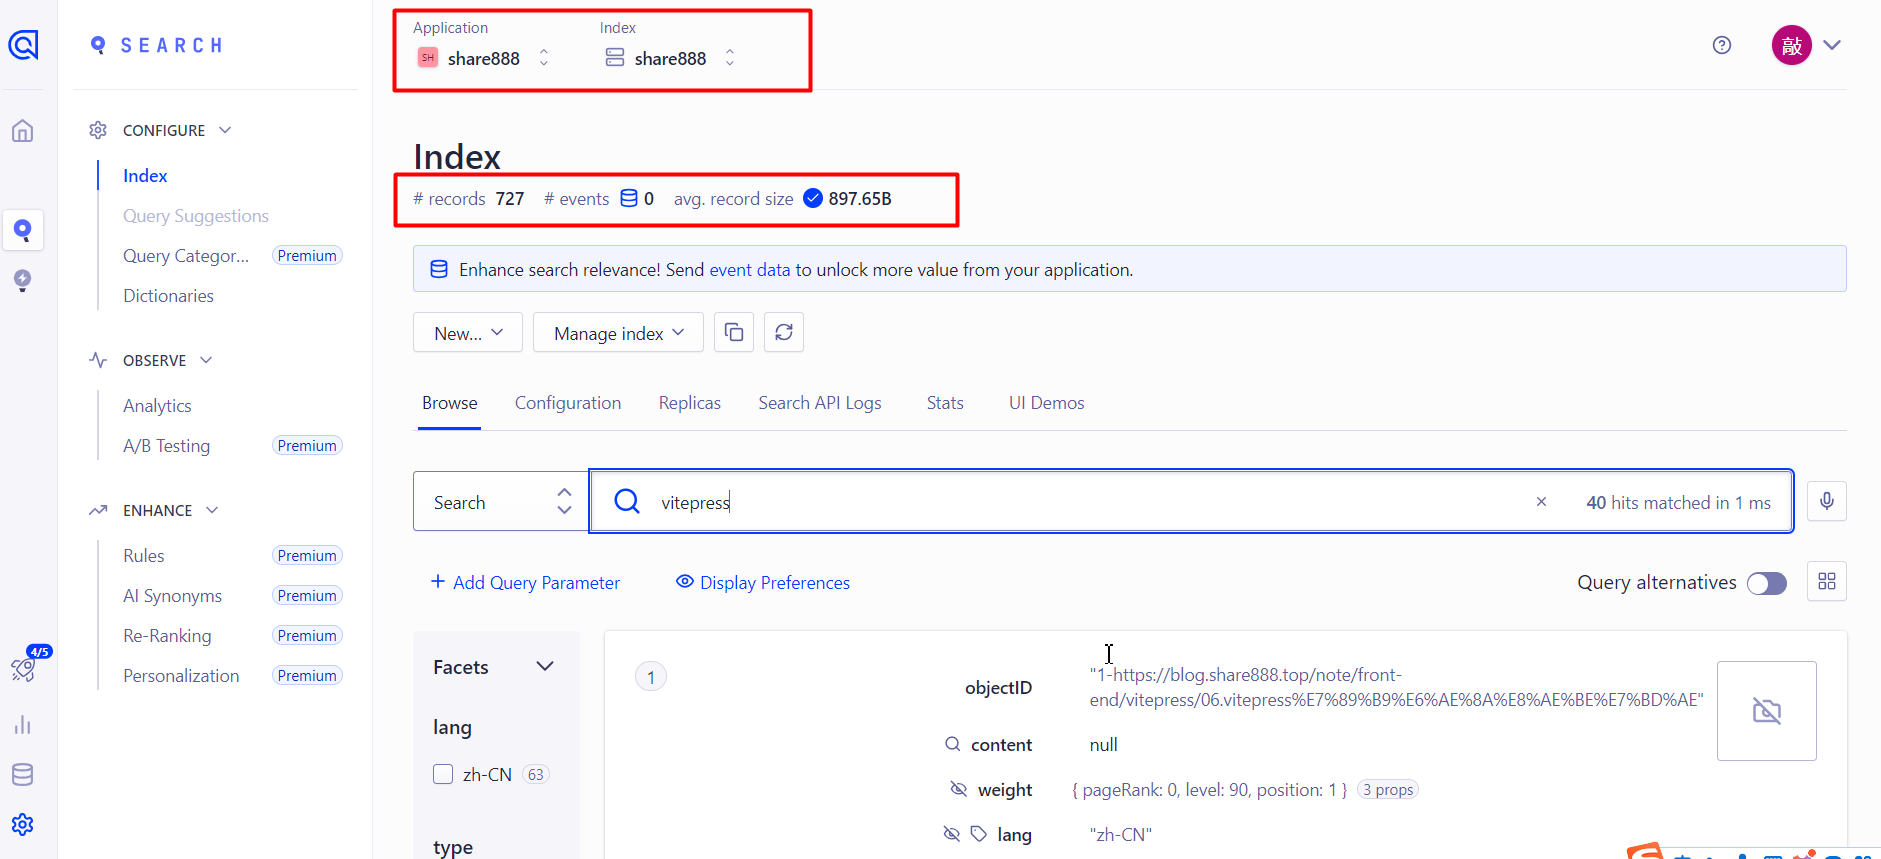 SEARCH
Application
Index
SH share888
share888
敲
CONFIGURE
Index
Query Suggestions
Query Categor... Premium
Dictionaries
OBSERVE
Analytics
A/B Testing Premium
ENHANCE
Rules Premium
AI Synonyms Premium
Re-Ranking Premium
Personalization Premium
4/5
Index
# records 727 # events 0 avg. record size 897.65B
Enhance search relevance! Send event data to unlock more value from your application.
New... Manage index
Browse Configuration Replicas Search API Logs Stats UI Demos
Search vitepress 40 hits matched in 1 ms
Add Query Parameter Display Preferences Query alternatives
Facets
lang
zh-CN 63
type
1
objectID "1-https://blog.share888.top/note/front-
end/vitepress/06.vitepress%E7%89%B9%E6%AE%8A%E8%AE%BE%E7%BD%AE"
content null
weight { pageRank: 0, level: 90, position: 1 } 3 props
lang "zh-CN"